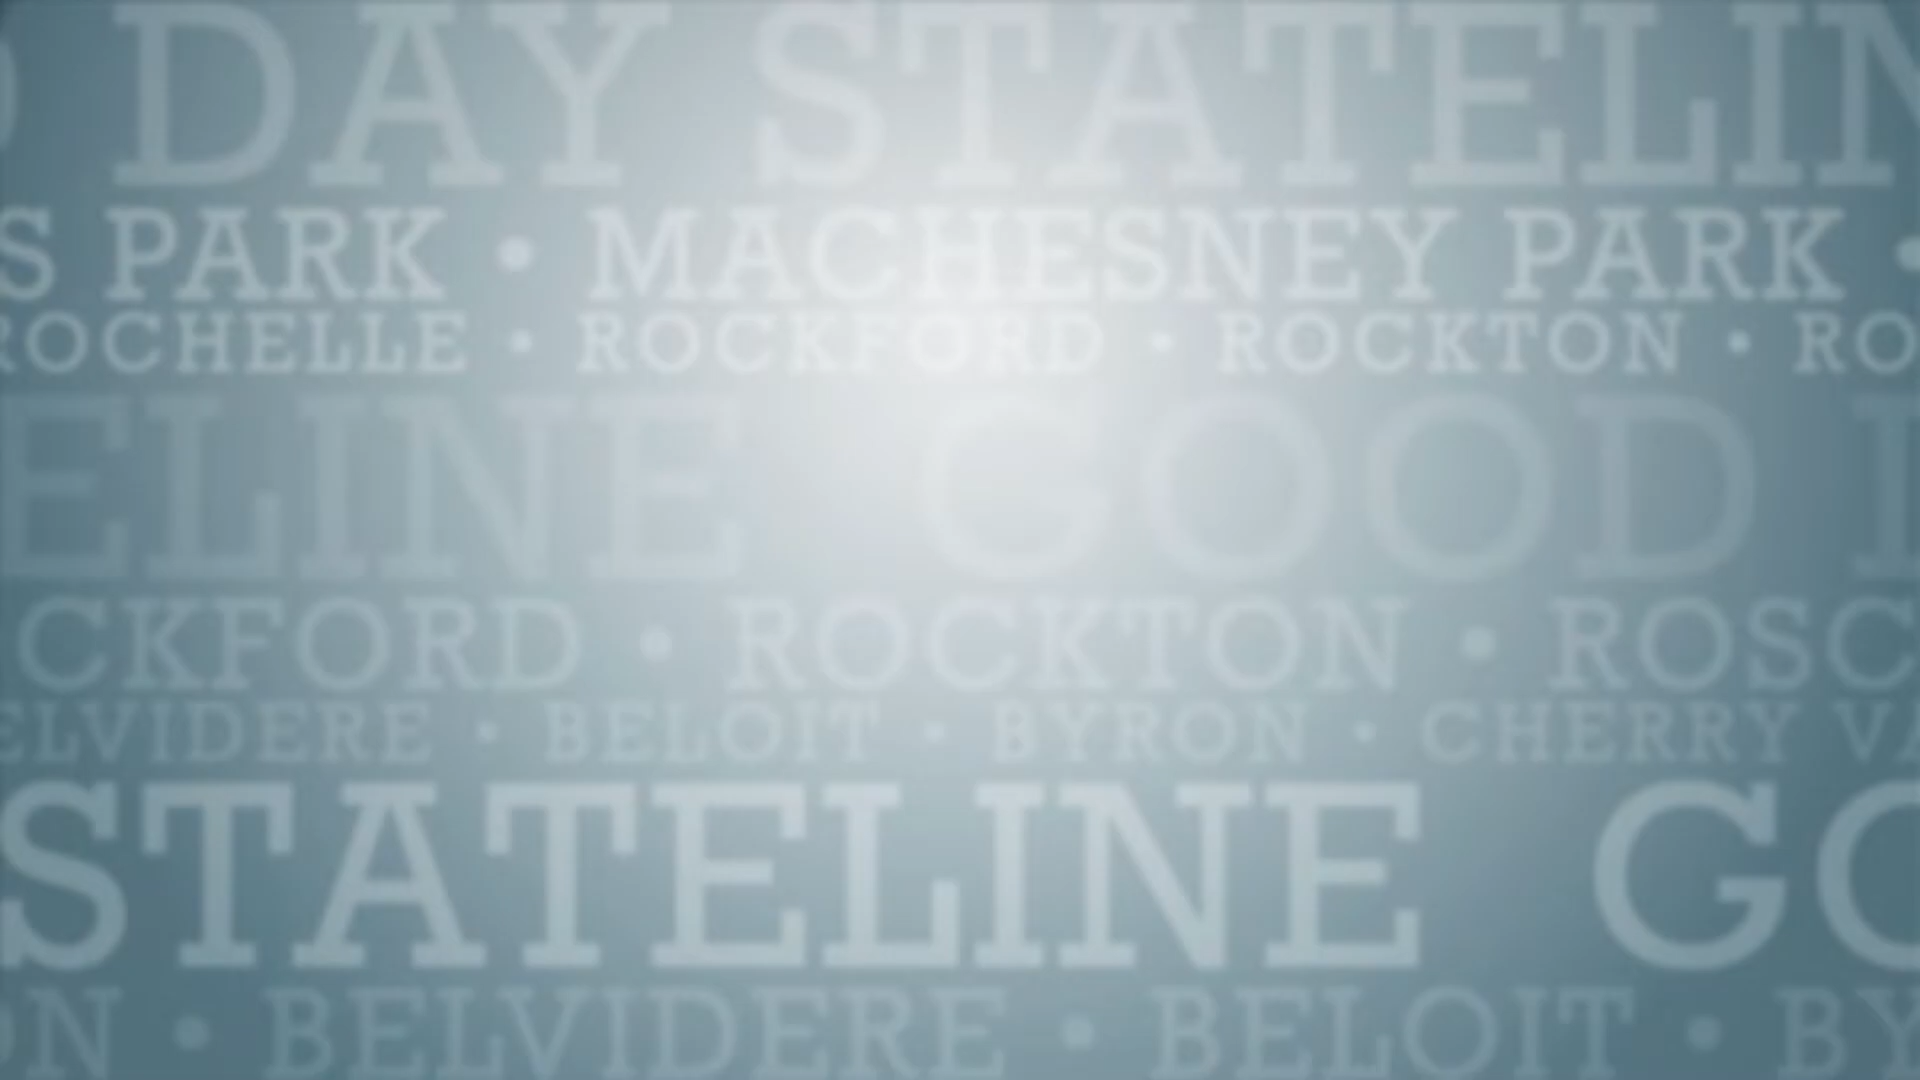 DAY STATELIN
S PARK • MACHESNEY PARK •
ROCHELLE • ROCKFORD • ROCKTON • RO
ELINE GOOD D
CKFORD • ROCKTON • ROSC
ELVIDERE • BELOIT • BYRON • CHERRY VA
STATELINE GO
ON • BELVIDERE • BELOIT • BY